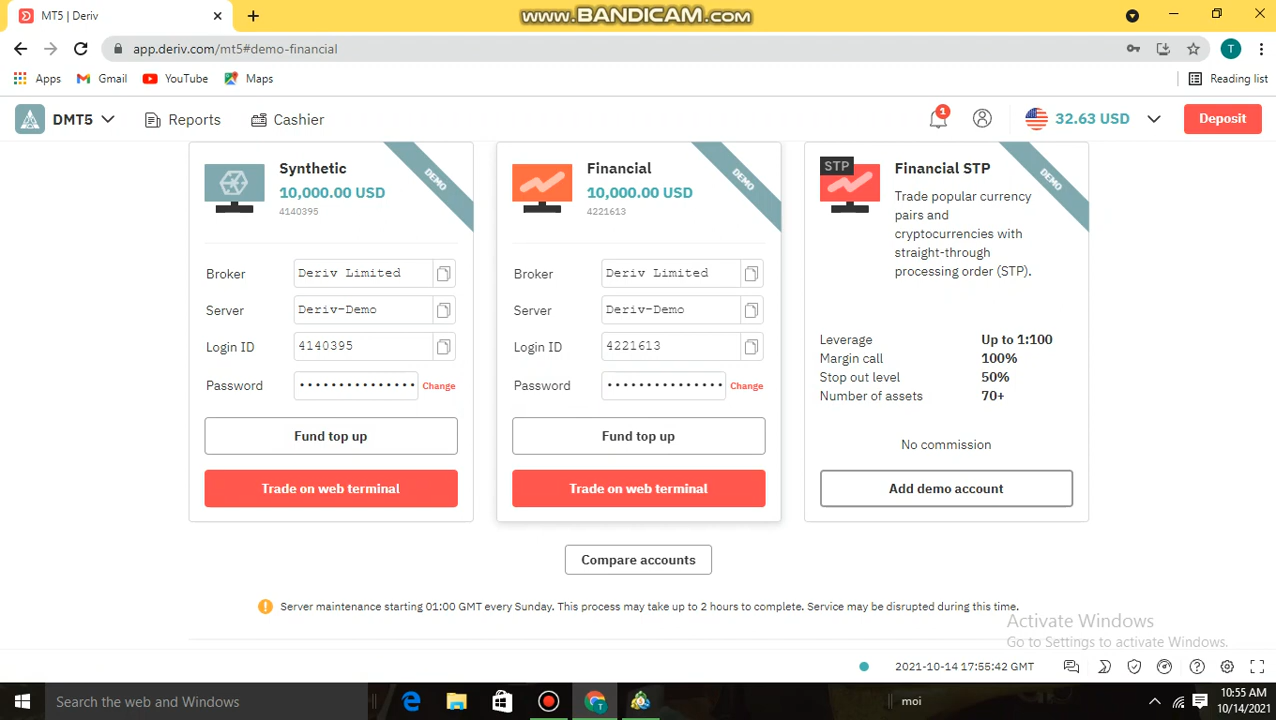 www.BANDICAM.com
MT5 | Deriv
app.deriv.com/mt5#demo-financial
Apps Gmail YouTube Maps Reading list
T
DMT5 Reports Cashier 1 32.63 USD Deposit
Synthetic
10,000.00 USD
4140395
DEMO
Broker Deriv Limited
Server Deriv-Demo
Login ID 4140395
Password ••••••••••••••• Change
Fund top up
Trade on web terminal
Financial
10,000.00 USD
4221613
DEMO
Broker Deriv Limited
Server Deriv-Demo
Login ID 4221613
Password ••••••••••••••• Change
Fund top up
Trade on web terminal
STP
Financial STP
DEMO
Trade popular currency
pairs and
cryptocurrencies with
straight-through
processing order (STP).
Leverage Up to 1:100
Margin call 100%
Stop out level 50%
Number of assets 70+
No commission
Add demo account
Compare accounts
Server maintenance starting 01:00 GMT every Sunday. This process may take up to 2 hours to complete. Service may be disrupted during this time.
Activate Windows
Go to Settings to activate Windows.
2021-10-14 17:55:42 GMT
Search the web and Windows
moi
10:55 AM
10/14/2021